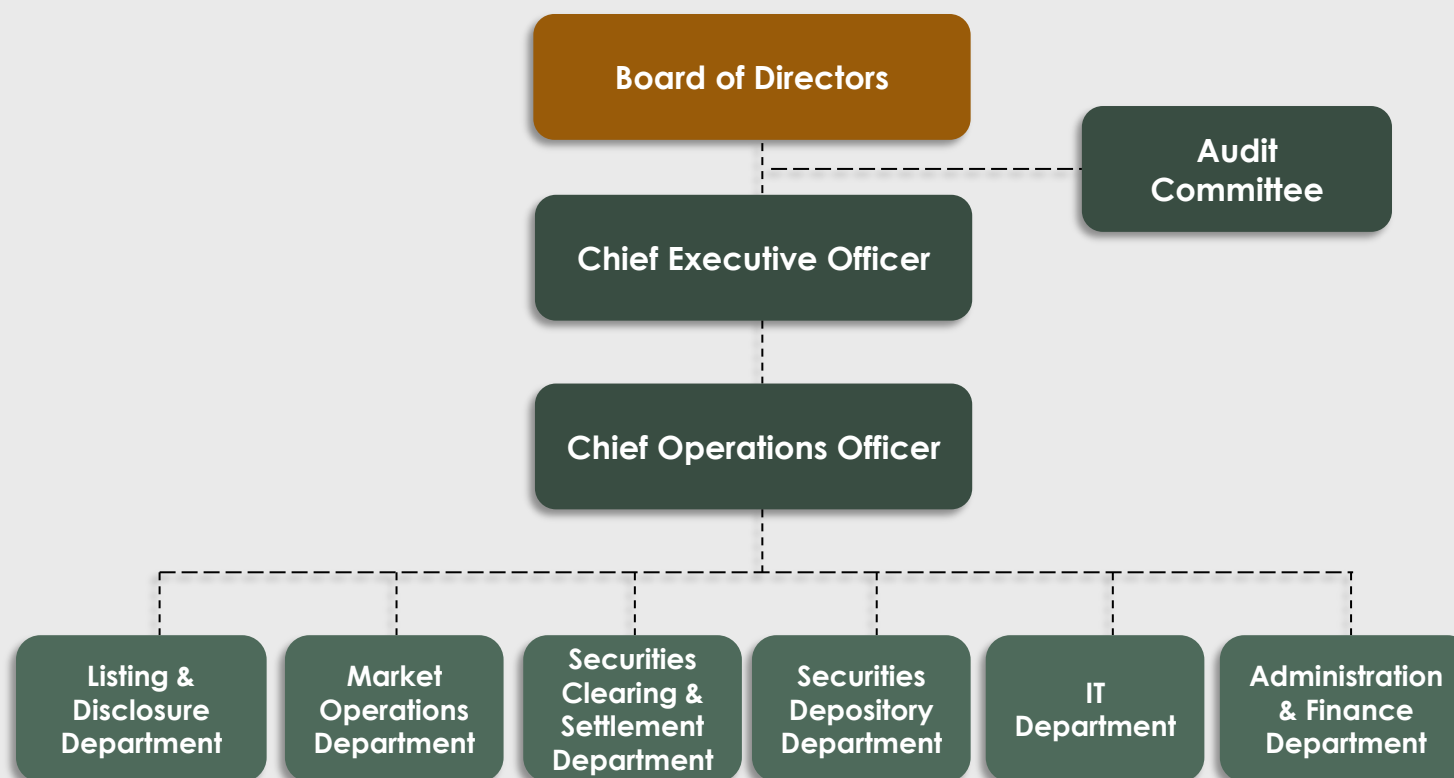 Board of Directors
Audit
Committee
Chief Executive Officer
Chief Operations Officer
Listing &
Disclosure
Department
Market
Operations
Department
Securities
Clearing &
Settlement
Department
Securities
Depository
Department
IT
Department
Administration
& Finance
Department